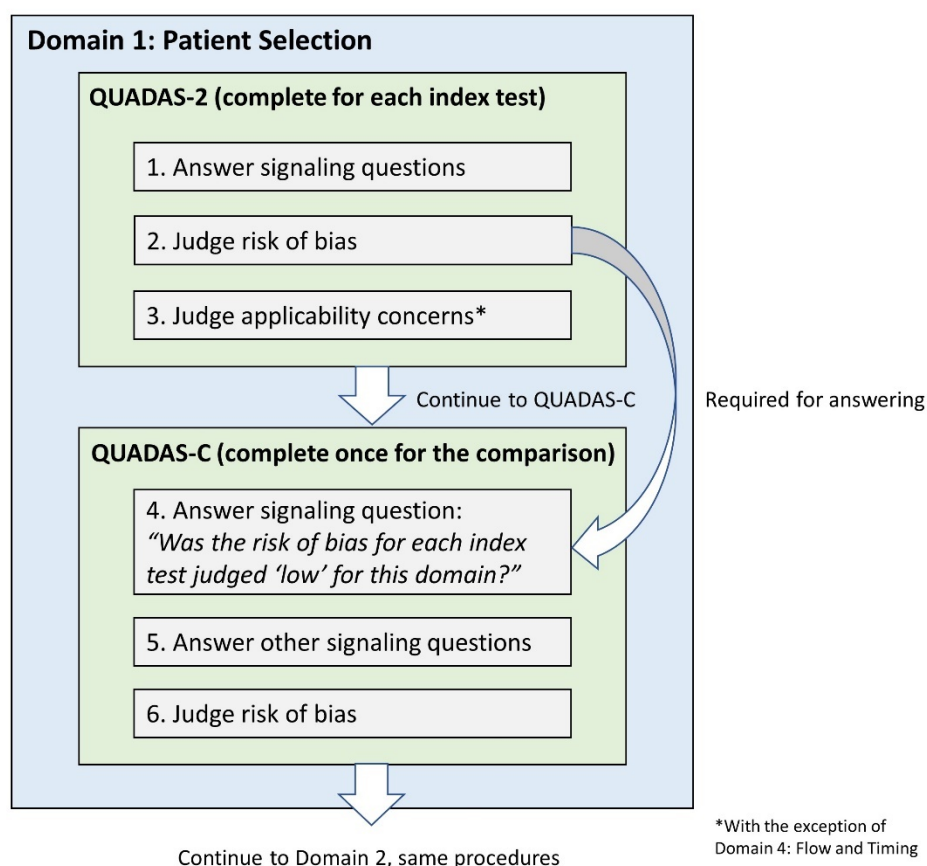 Domain 1: Patient Selection
QUADAS-2 (complete for each index test)
1. Answer signaling questions
2. Judge risk of bias
3. Judge applicability concerns*
Continue to QUADAS-C
Required for answering
QUADAS-C (complete once for the comparison)
4. Answer signaling question:
“Was the risk of bias for each index
test judged ‘low’ for this domain?”
5. Answer other signaling questions
6. Judge risk of bias
Continue to Domain 2, same procedures
*With the exception of
Domain 4: Flow and Timing